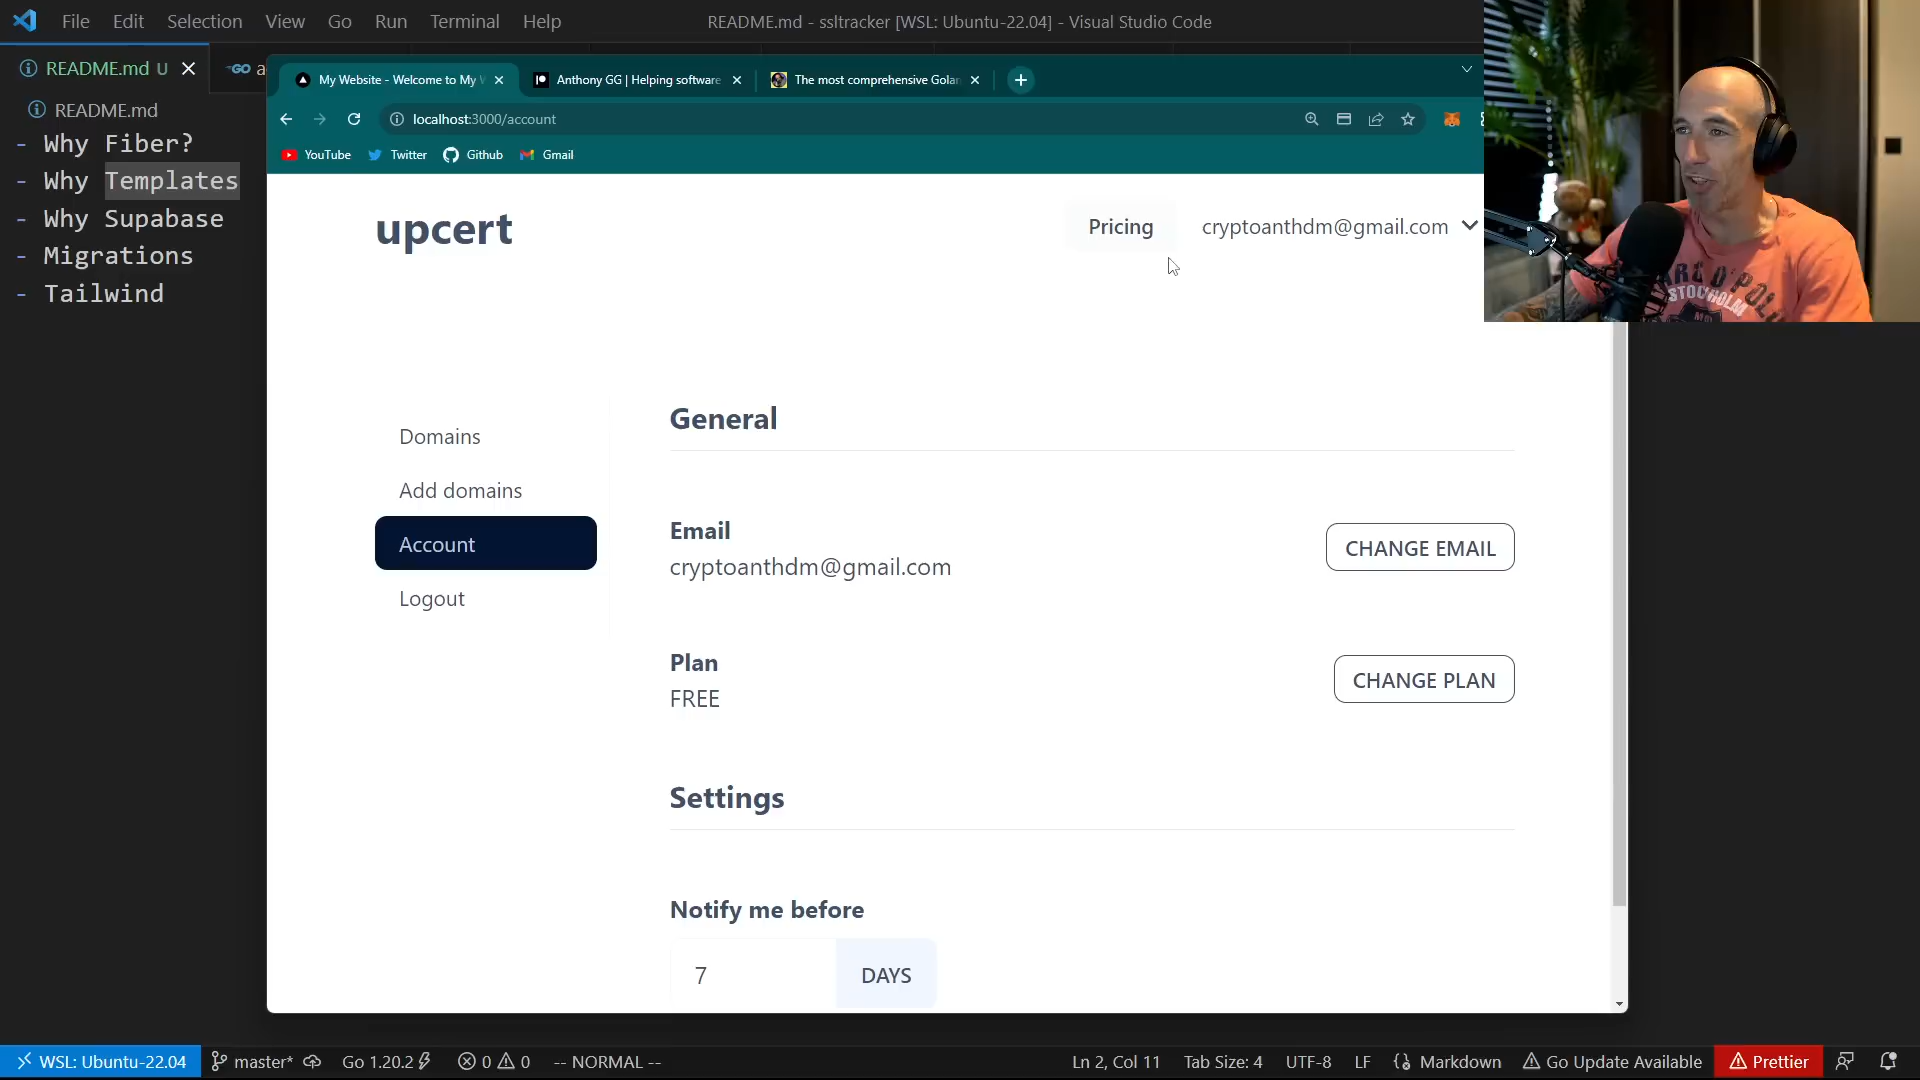 File Edit Selection View Go Run Terminal Help
README.md - ssltracker [WSL: Ubuntu-22.04] - Visual Studio Code
README.md U
GO a
README.md
- Why Fiber?
- Why Templates
- Why Supabase
- Migrations
- Tailwind
My Website - Welcome to My
Anthony GG | Helping software
The most comprehensive Gola
localhost:3000/account
YouTube Twitter Github Gmail
upcert
Pricing
cryptoanthdm@gmail.com
Domains
Add domains
Account
Logout
General
Email
cryptoanthdm@gmail.com
CHANGE EMAIL
Plan
FREE
CHANGE PLAN
Settings
Notify me before
7 DAYS
STOCKHOLM
WSL: Ubuntu-22.04 master* Go 1.20.2 0 0 -- NORMAL -- Ln 2, Col 11 Tab Size: 4 UTF-8 LF Markdown Go Update Available Prettier